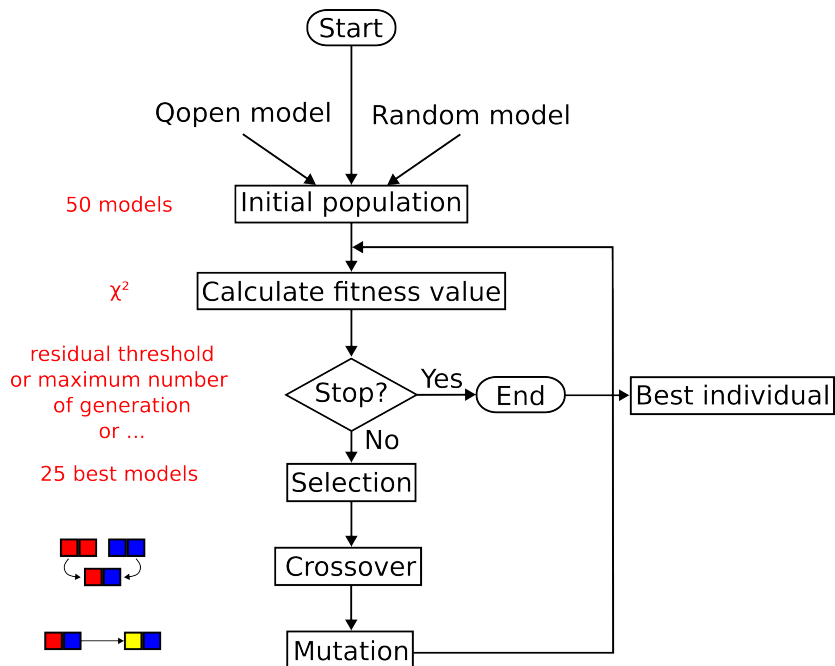 Start
Qopen model
Random model
50 models
Initial population
χ²
Calculate fitness value
residual threshold
or maximum number
of generation
or ...
Stop?
Yes
End
Best individual
No
25 best models
Selection
Crossover
Mutation